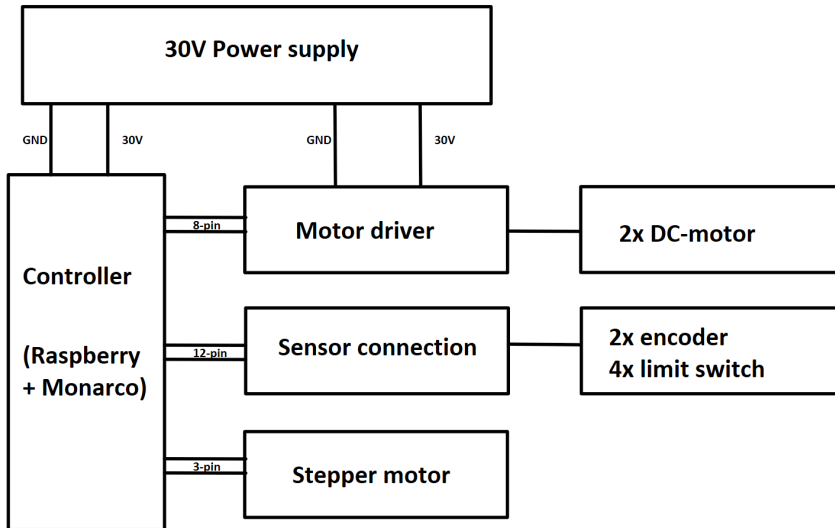 30V Power supply
GND
30V
GND
30V
8-pin
Motor driver
2x DC-motor
Controller
(Raspberry
+ Monarco)
12-pin
Sensor connection
2x encoder
4x limit switch
3-pin
Stepper motor